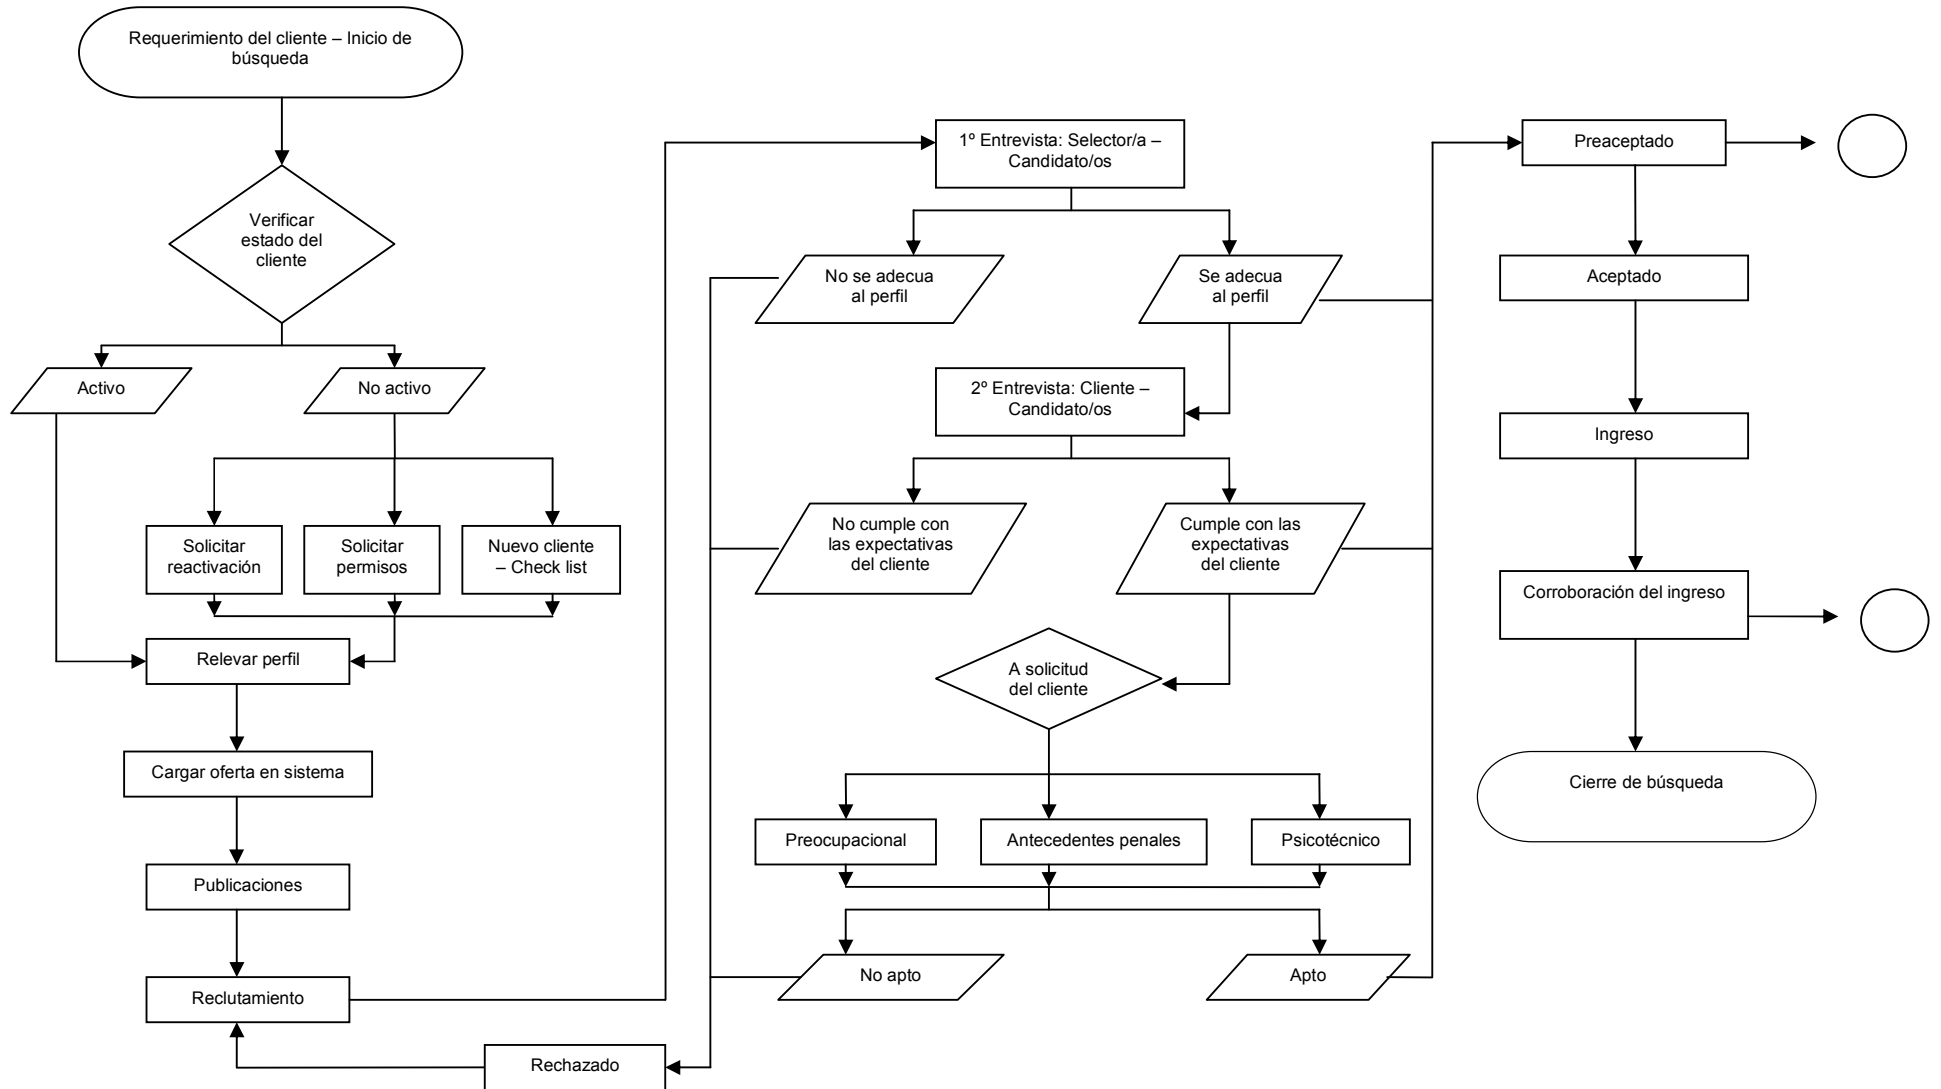 Requerimiento del cliente – Inicio de
búsqueda
Verificar
estado del
cliente
Activo
No activo
Solicitar
reactivación
Solicitar
permisos
Nuevo cliente
– Check list
Relevar perfil
Cargar oferta en sistema
Publicaciones
Reclutamiento
1º Entrevista: Selector/a –
Candidato/os
No se adecua
al perfil
Se adecua
al perfil
2º Entrevista: Cliente –
Candidato/os
No cumple con
las expectativas
del cliente
Cumple con las
expectativas
del cliente
A solicitud
del cliente
Preocupacional
Antecedentes penales
Psicotécnico
No apto
Apto
Rechazado
Preaceptado
Aceptado
Ingreso
Corroboración del ingreso
Cierre de búsqueda